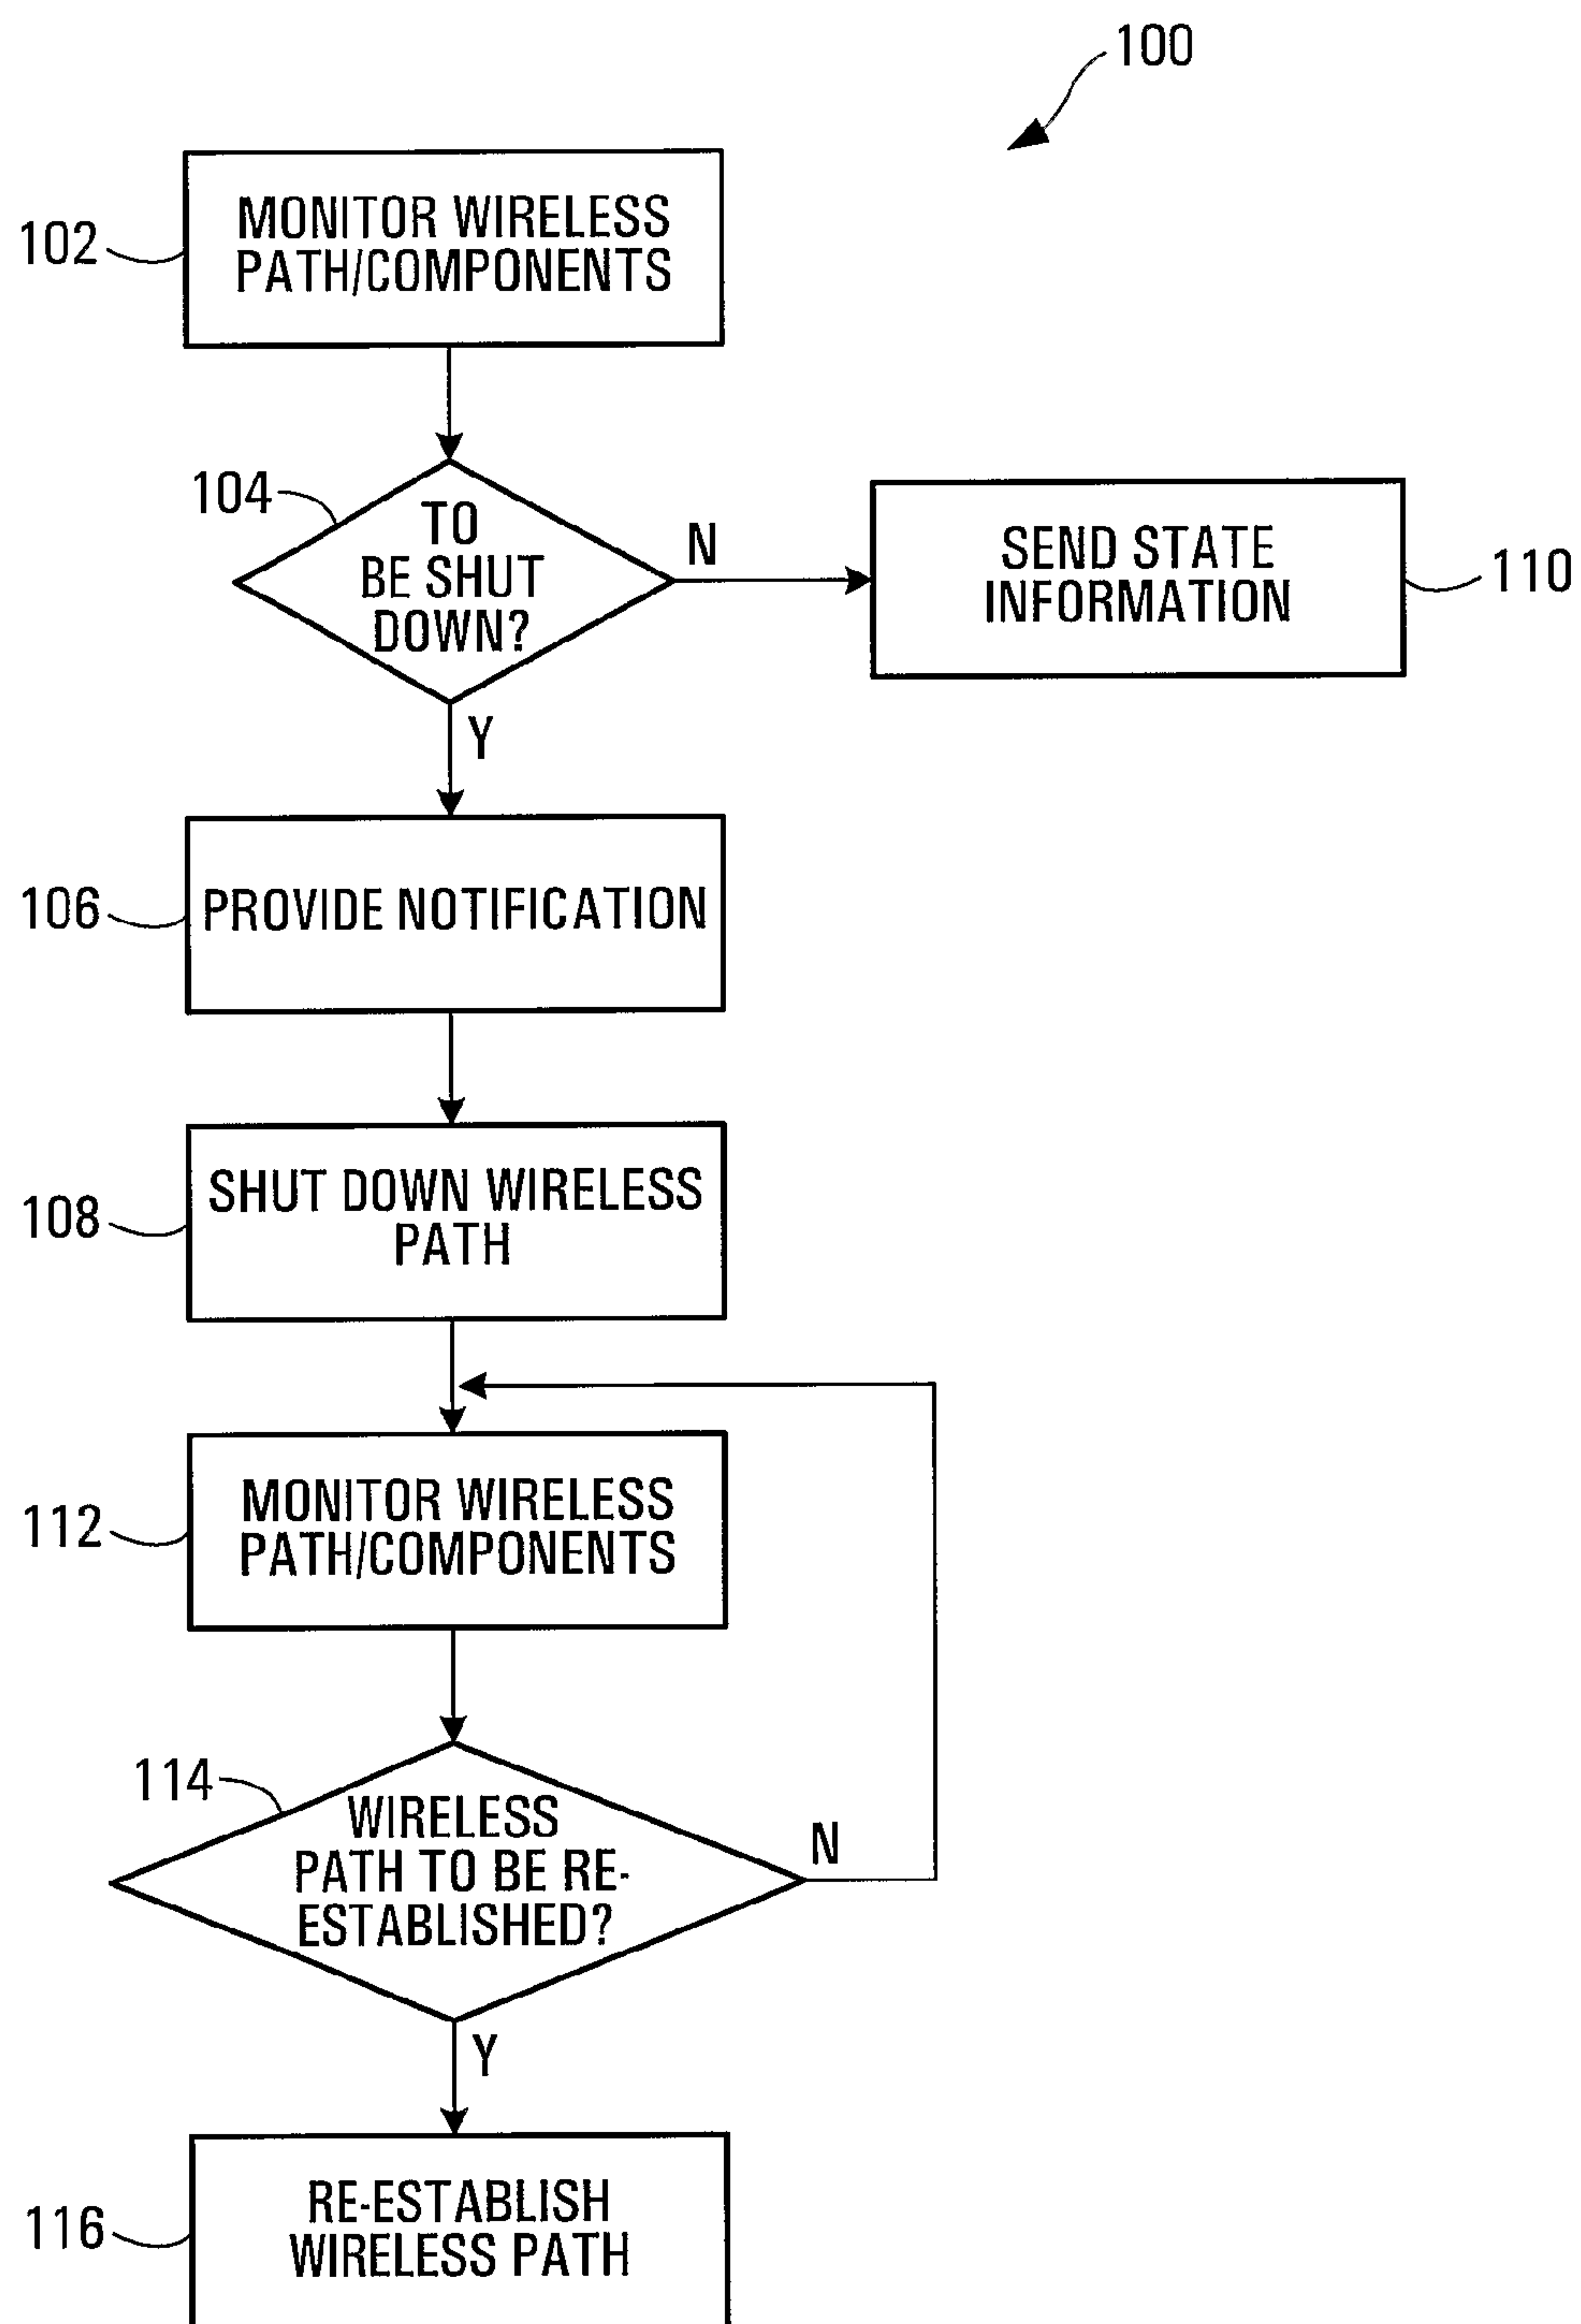 100
102
MONITOR WIRELESS
PATH/COMPONENTS
104
TO
BE SHUT
DOWN?
N
SEND STATE
INFORMATION
110
Y
106
PROVIDE NOTIFICATION
108
SHUT DOWN WIRELESS
PATH
112
MONITOR WIRELESS
PATH/COMPONENTS
114
WIRELESS
PATH TO BE RE-
ESTABLISHED?
N
Y
116
RE-ESTABLISH
WIRELESS PATH